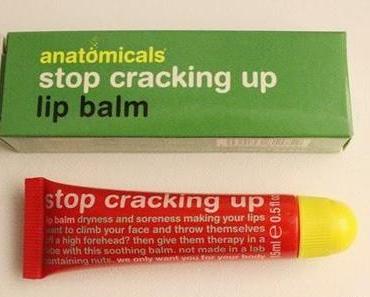 anatomicals
stop cracking up
lip balm
stop cracking up
lip balm dryness and soreness making your lips
want to climb your face and throw themselves
off a high forehead? then give them therapy in a
tube with this soothing balm. not made in a lab
containing nuts. we only want you for your body
15ml e 0.5 fl